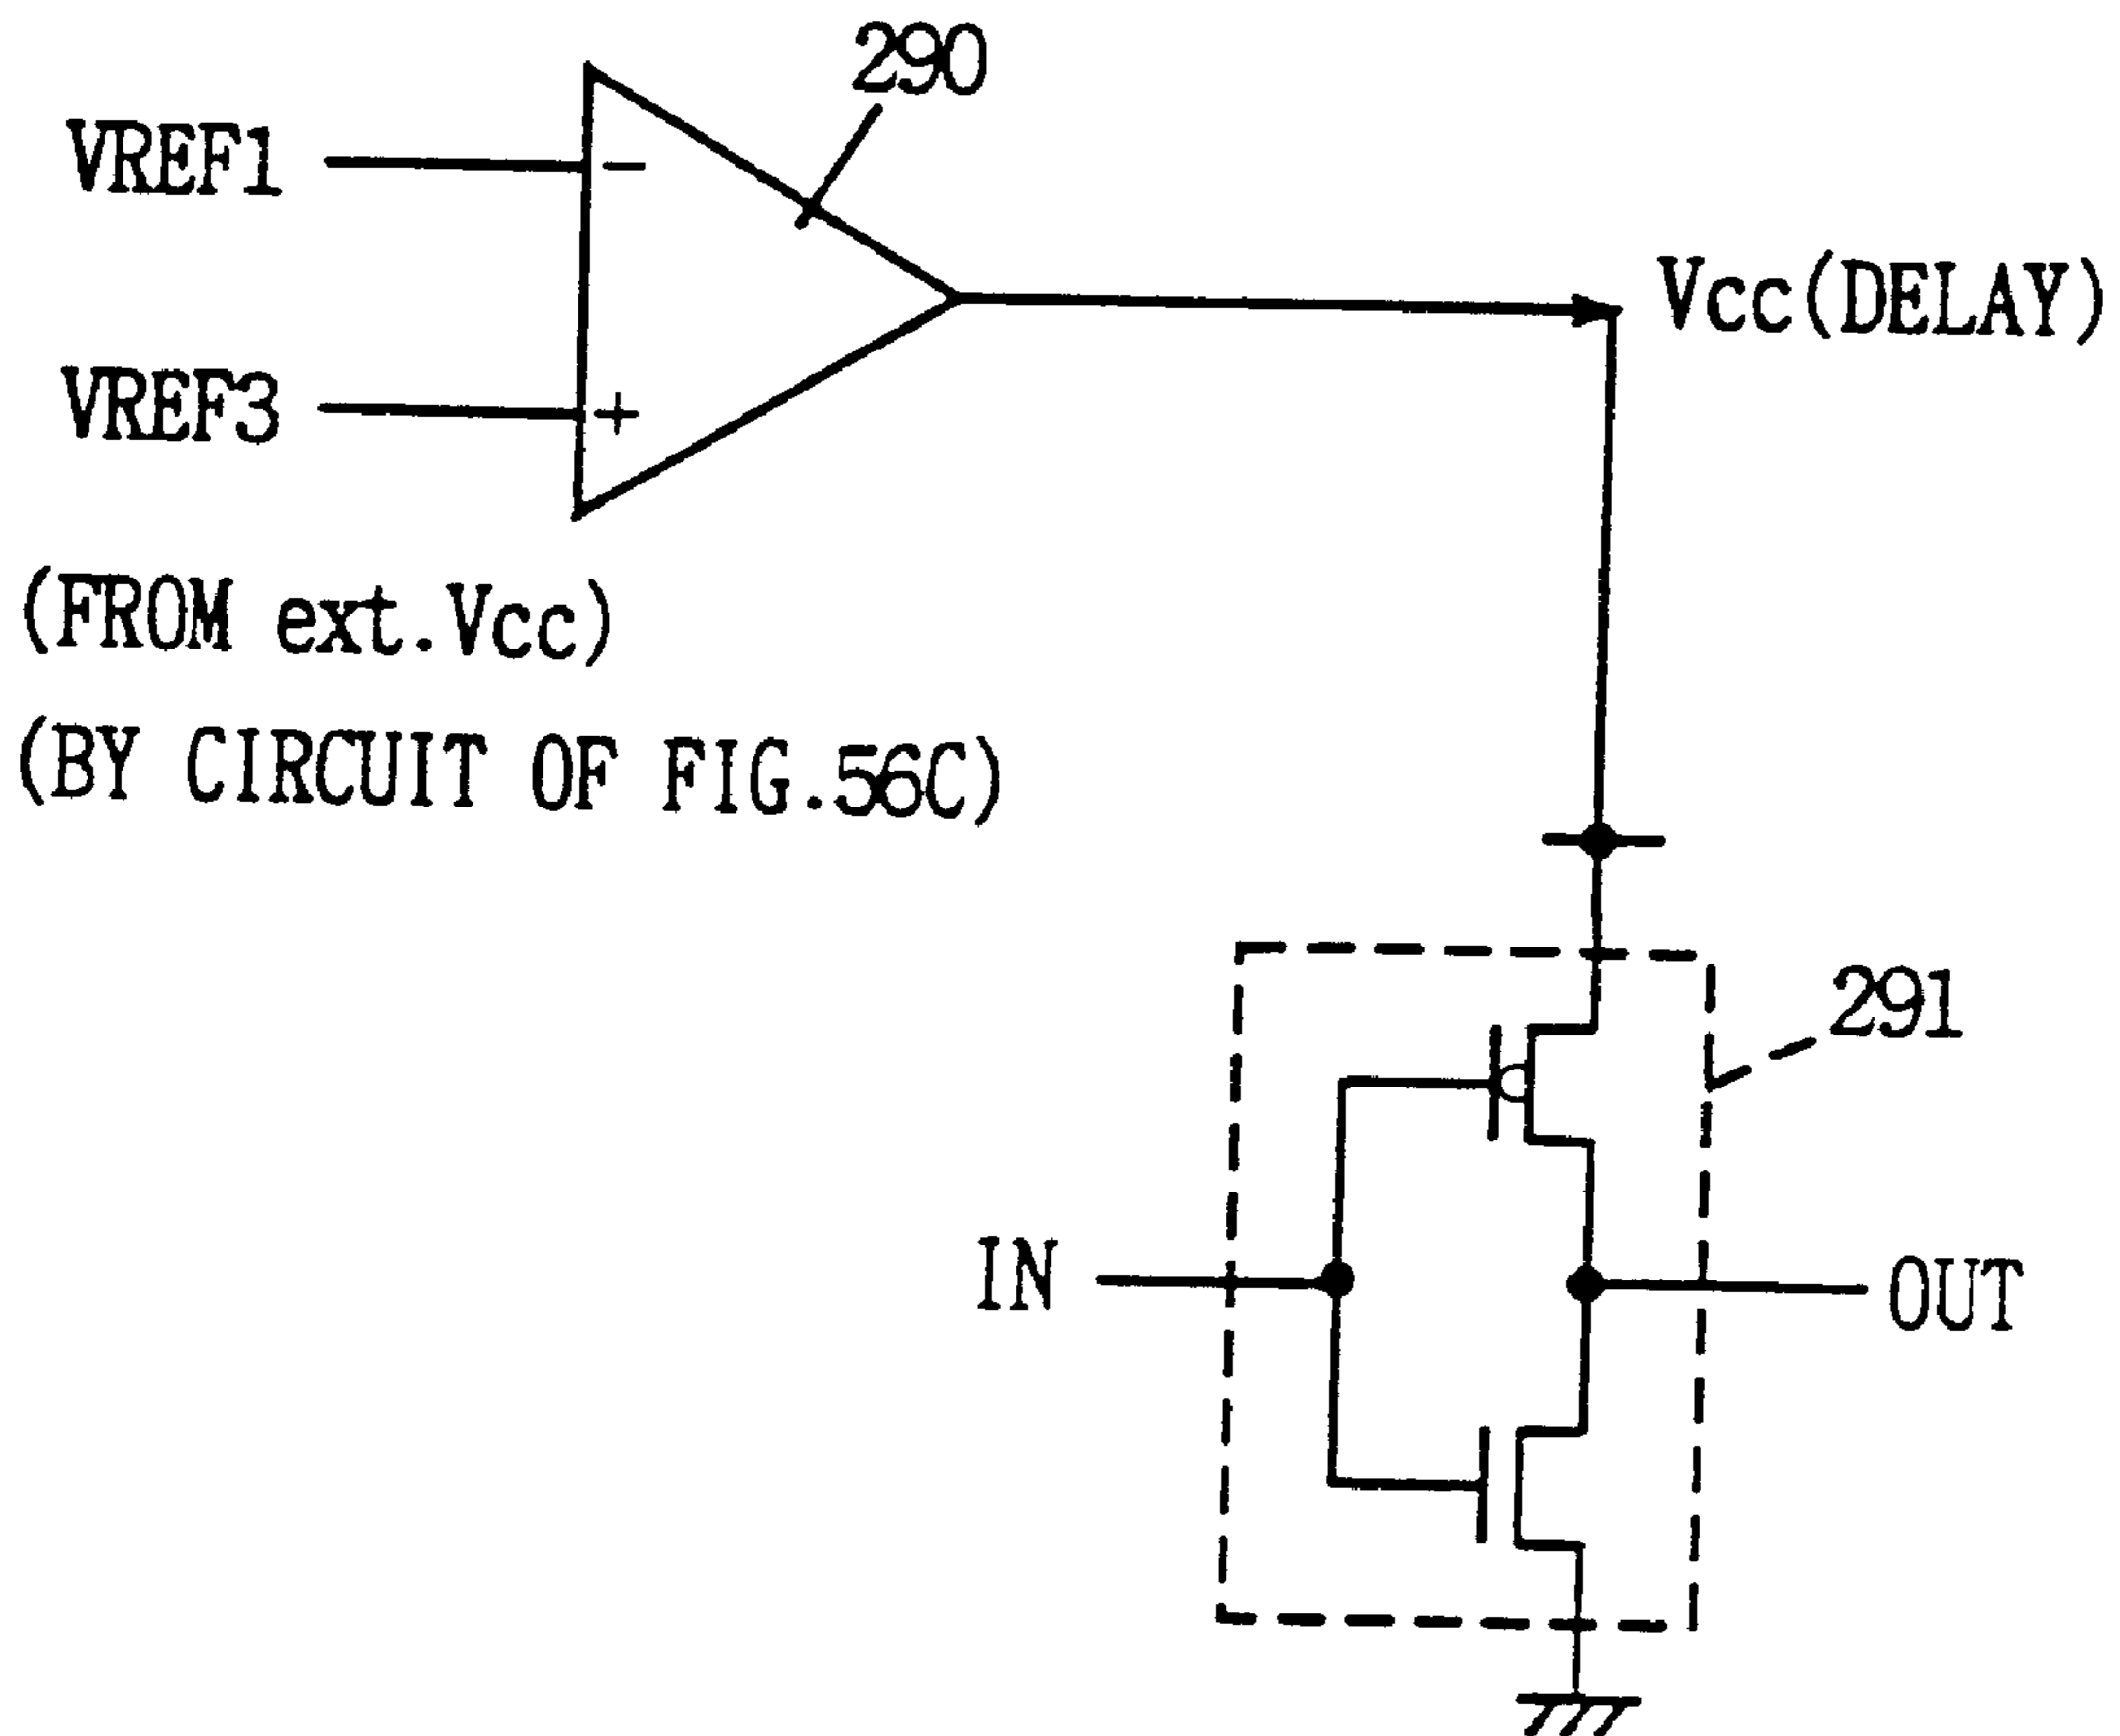 290
VREF1
−
Vcc(DELAY)
VREF3
+
(FROM ext.Vcc)
(BY CIRCUIT OF FIG.56C)
291
IN
OUT